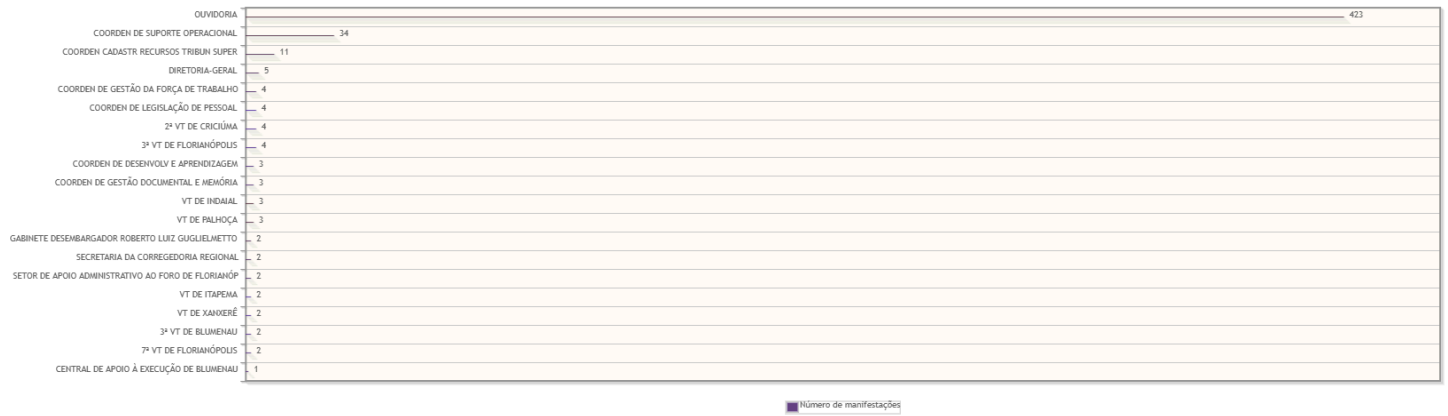 OUVIDORIA 423
COORDEN DE SUPORTE OPERACIONAL 34
COORDEN CADASTR RECURSOS TRIBUN SUPER 11
DIRETORIA-GERAL 5
COORDEN DE GESTÃO DA FORÇA DE TRABALHO 4
COORDEN DE LEGISLAÇÃO DE PESSOAL 4
2ª VT DE CRICIÚMA 4
3ª VT DE FLORIANÓPOLIS 4
COORDEN DE DESENVOLV E APRENDIZAGEM 3
COORDEN DE GESTÃO DOCUMENTAL E MEMÓRIA 3
VT DE INDAIAL 3
VT DE PALHOÇA 3
GABINETE DESEMBARGADOR ROBERTO LUIZ GUGLIELMETTO 2
SECRETARIA DA CORREGEDORIA REGIONAL 2
SETOR DE APOIO ADMINISTRATIVO AO FORO DE FLORIANÓP 2
VT DE ITAPEMA 2
VT DE XANXERÊ 2
3ª VT DE BLUMENAU 2
7ª VT DE FLORIANÓPOLIS 2
CENTRAL DE APOIO À EXECUÇÃO DE BLUMENAU 1
Número de manifestações